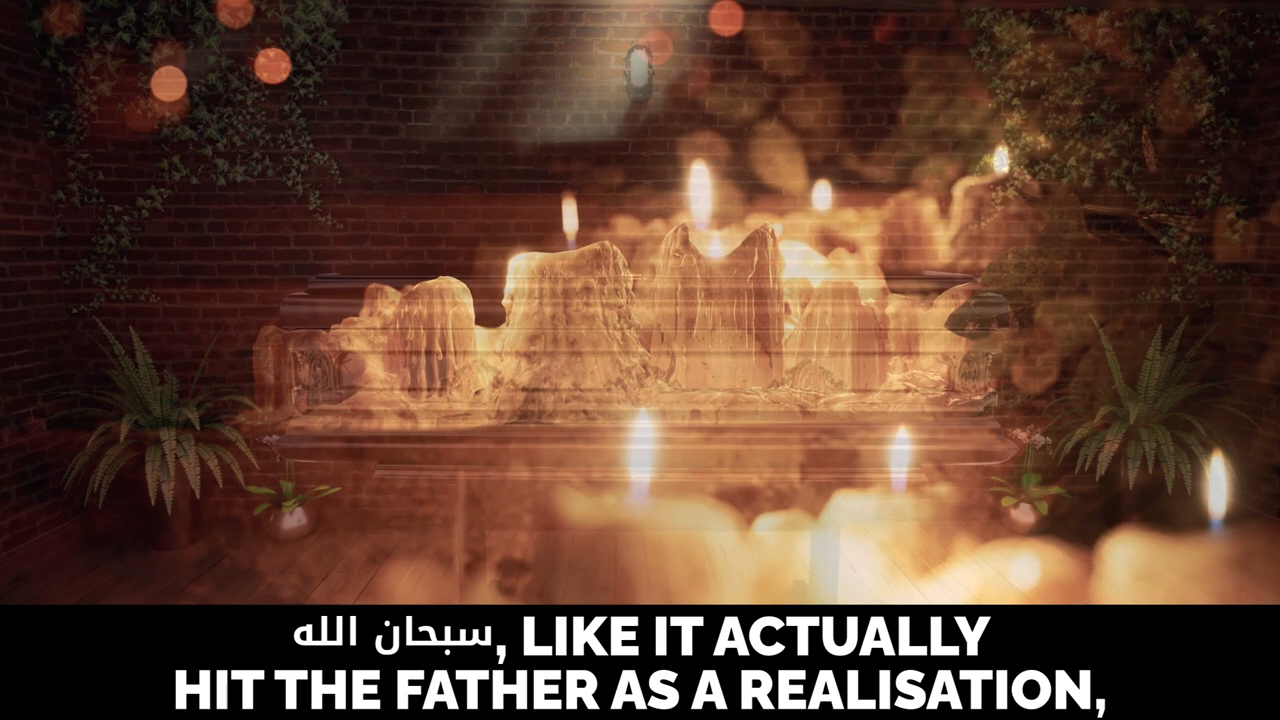 سبحان الله, LIKE IT ACTUALLY
HIT THE FATHER AS A REALISATION,